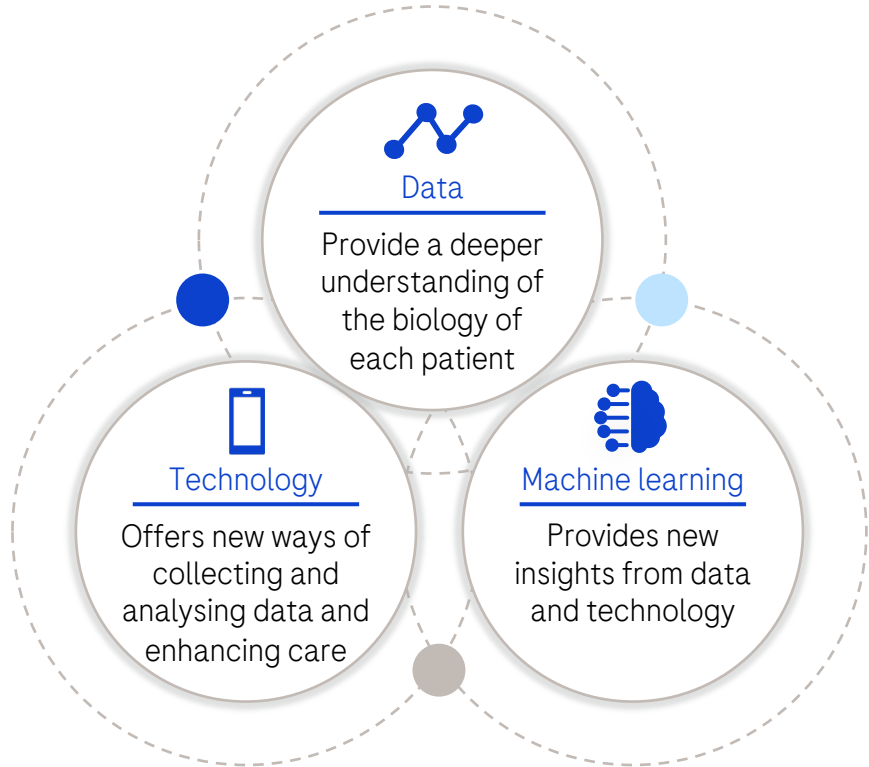 Data
Provide a deeper
understanding of
the biology of
each patient
Technology
Offers new ways of
collecting and
analysing data and
enhancing care
Machine learning
Provides new
insights from data
and technology